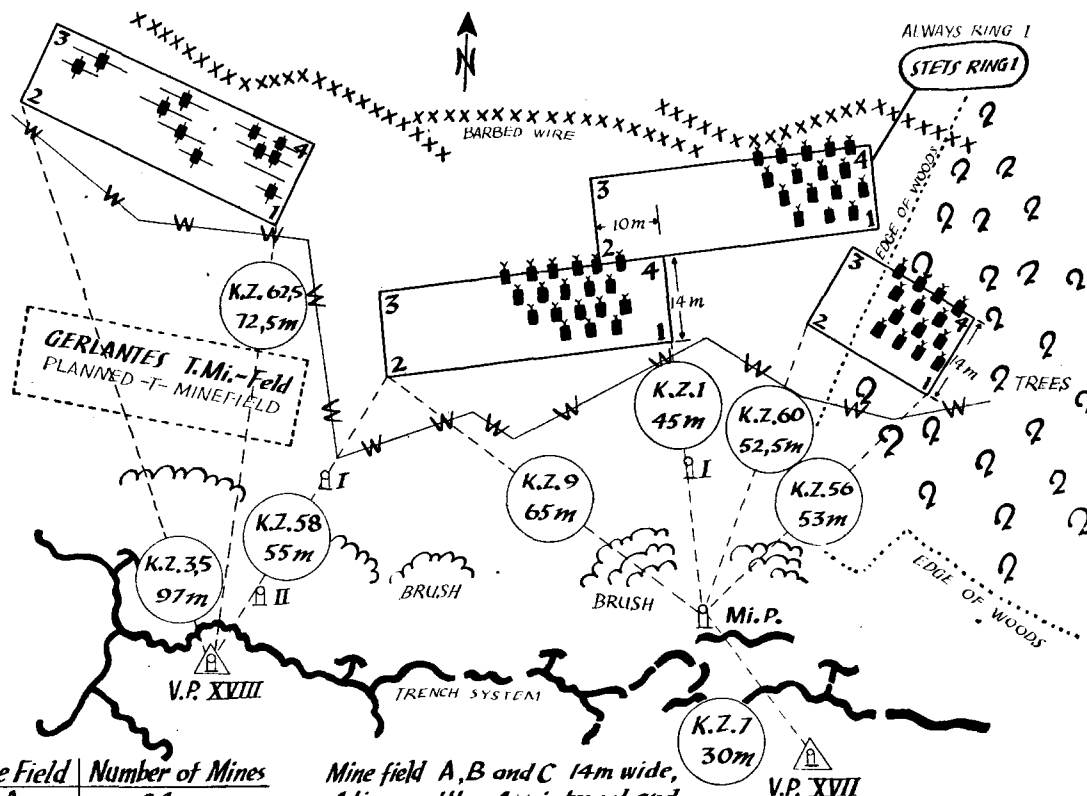 ALWAYS RING 1
STETS RING 1
N
BARBED WIRE
EDGE OF WOODS
3
2
4
1
3
2
4
1
10m
3
2
4
1
14m
3
2
4
1
14m
W W W W
W W W W W W W W
K.Z. 62,5
72,5m
GERLANTES T.Mi.-Feld
PLANNED -T- MINEFIELD
TREES
K.Z.1
45m
K.Z.60
52,5m
I
I
K.Z.9
65m
K.Z.56
53m
K.Z.58
55m
K.Z.3,5
97m
II
BRUSH
BRUSH
EDGE OF WOODS
Mi.P.
V.P. XVIII
TRENCH SYSTEM
K.Z.7
30m
V.P. XVII
e Field Number of Mines
Mine field A, B and C 14m wide,